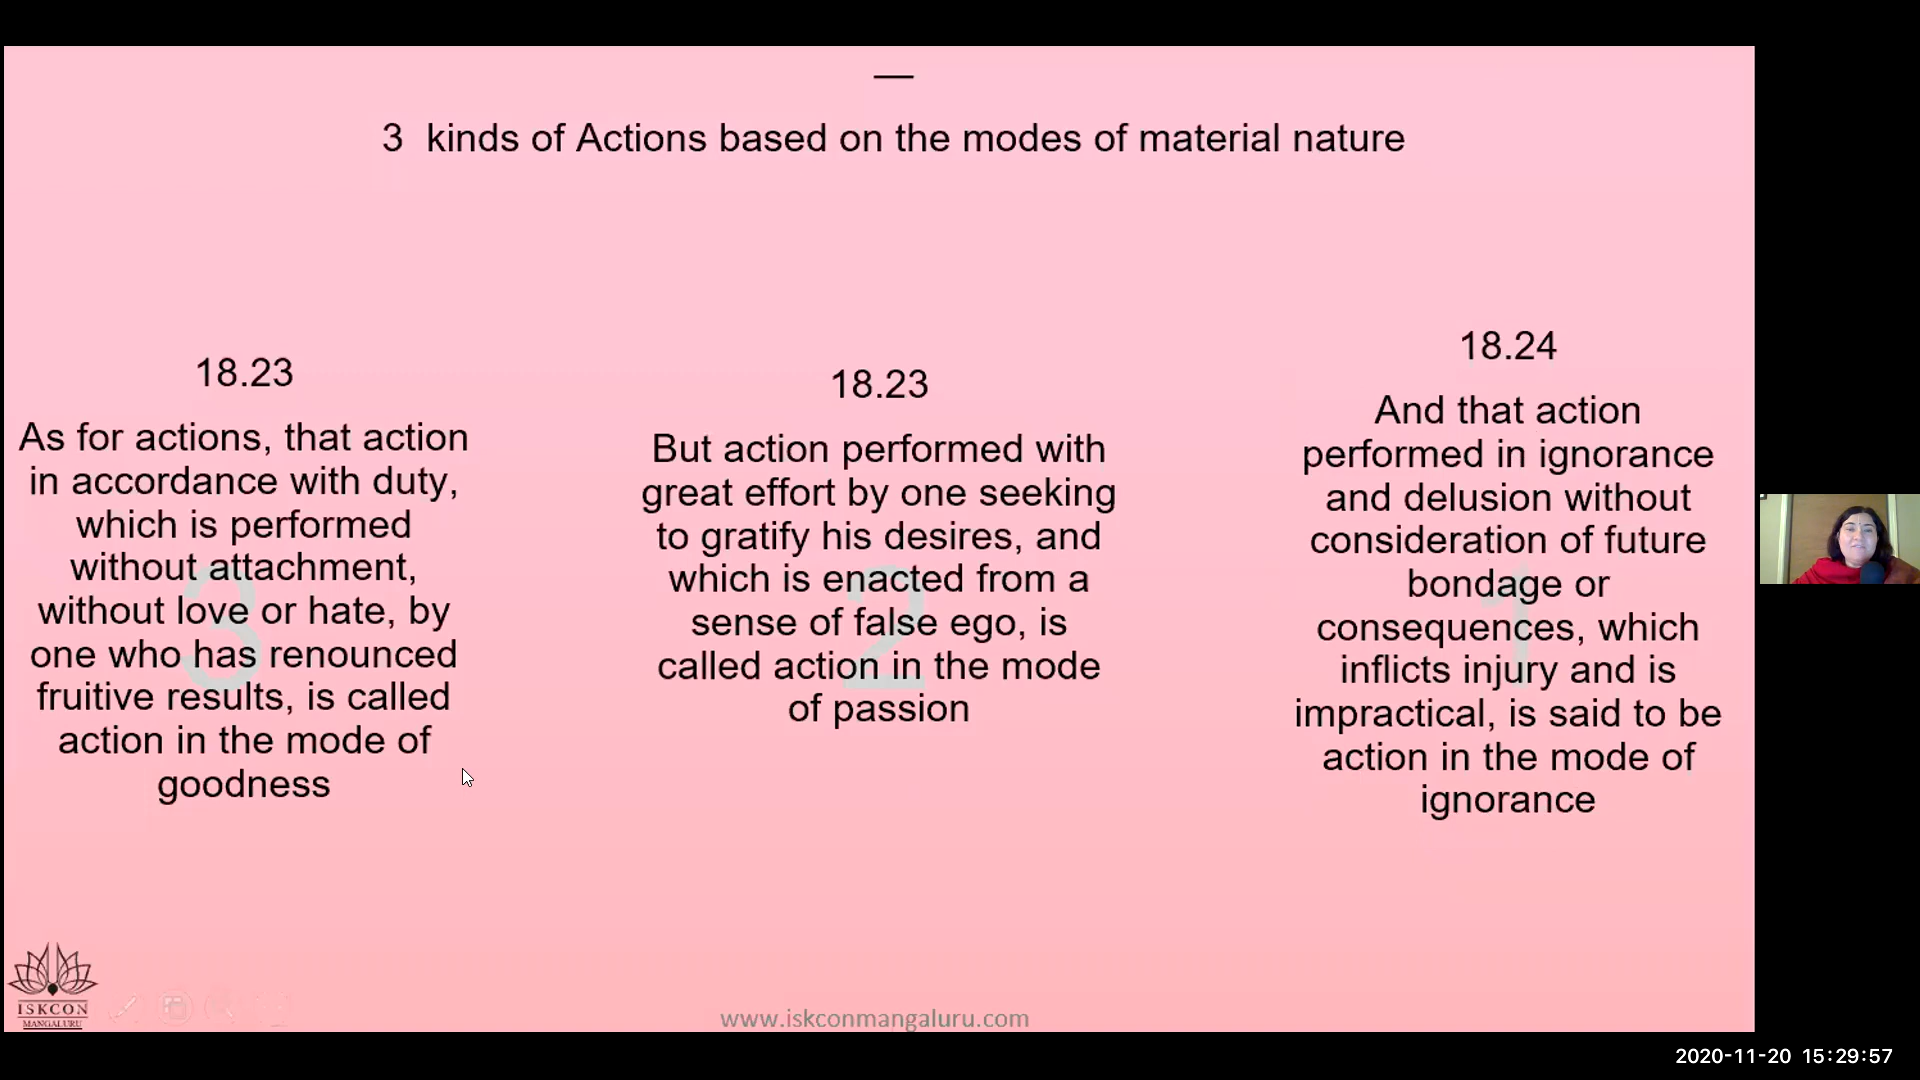 3 kinds of Actions based on the modes of material nature
18.23
As for actions, that action
in accordance with duty,
which is performed
without attachment,
without love or hate, by
one who has renounced
fruitive results, is called
action in the mode of
goodness
3
18.23
But action performed with
great effort by one seeking
to gratify his desires, and
which is enacted from a
sense of false ego, is
called action in the mode
of passion
2
18.24
And that action
performed in ignorance
and delusion without
consideration of future
bondage or
consequences, which
inflicts injury and is
impractical, is said to be
action in the mode of
ignorance
1
ISKCON
MANGALURU
www.iskconmangaluru.com
2020-11-20 15:29:57